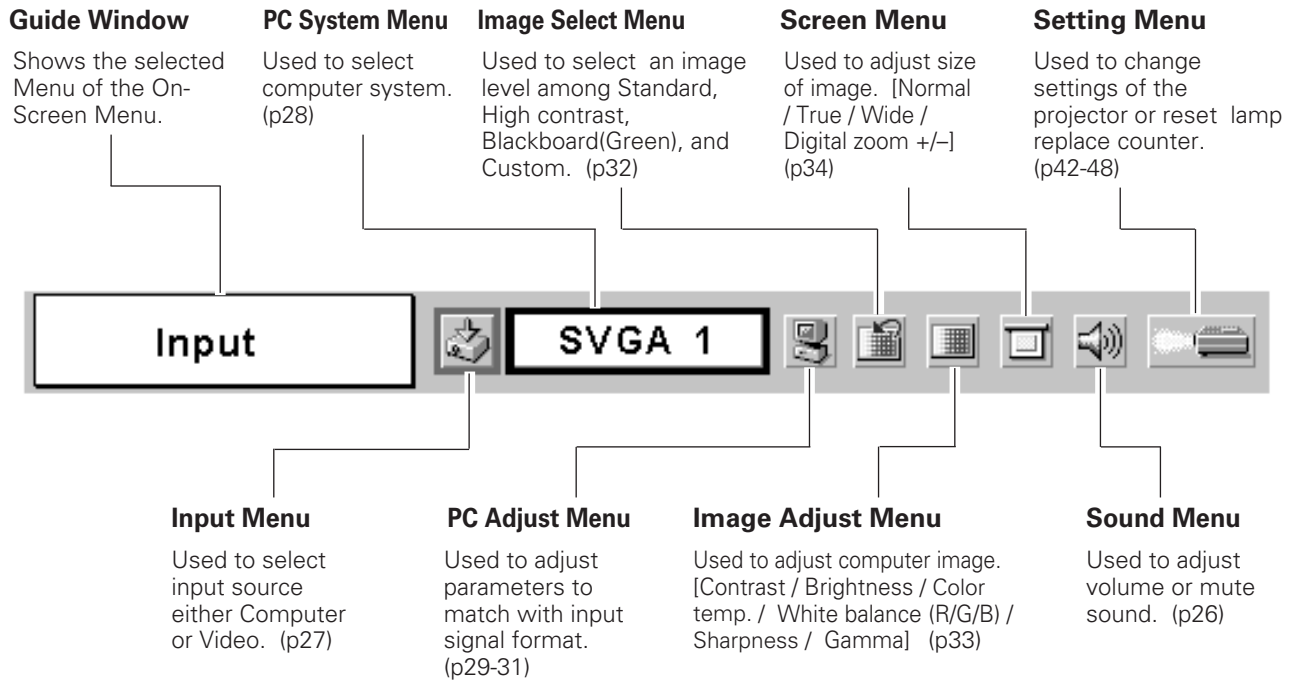 Guide Window
Shows the selected
Menu of the On-
Screen Menu.
PC System Menu
Used to select
computer system.
(p28)
Image Select Menu
Used to select an image
level among Standard,
High contrast,
Blackboard(Green), and
Custom. (p32)
Screen Menu
Used to adjust size
of image. [Normal
/ True / Wide /
Digital zoom +/–]
(p34)
Setting Menu
Used to change
settings of the
projector or reset lamp
replace counter.
(p42-48)
Input
SVGA 1
Input Menu
Used to select
input source
either Computer
or Video. (p27)
PC Adjust Menu
Used to adjust
parameters to
match with input
signal format.
(p29-31)
Image Adjust Menu
Used to adjust computer image.
[Contrast / Brightness / Color
temp. / White balance (R/G/B) /
Sharpness / Gamma] (p33)
Sound Menu
Used to adjust
volume or mute
sound. (p26)